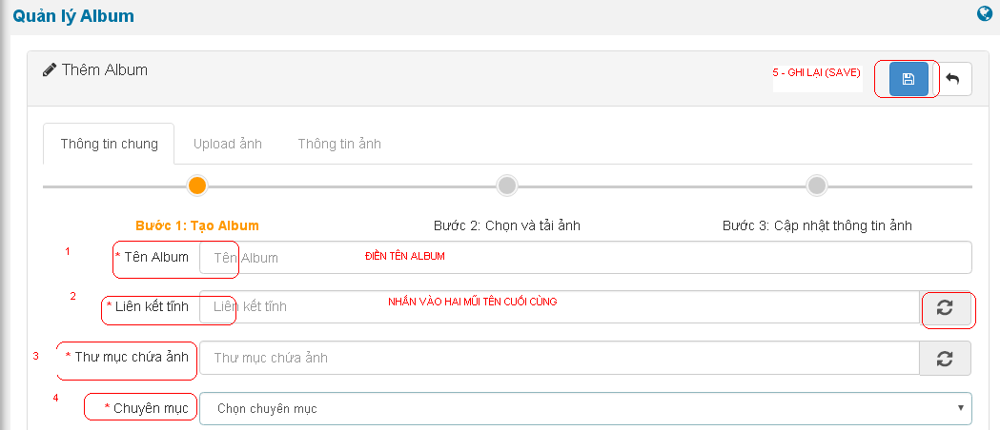 Quản lý Album
Thêm Album
5 - GHI LẠI (SAVE)
Thông tin chung Upload ảnh Thông tin ảnh
Bước 1: Tạo Album Bước 2: Chọn và tải ảnh Bước 3: Cập nhật thông tin ảnh
1 * Tên Album Tên Album ĐIỀN TÊN ALBUM
2 * Liên kết tĩnh Liên kết tĩnh NHẤN VÀO HAI MŨI TÊN CUỐI CÙNG
3 * Thư mục chứa ảnh Thư mục chứa ảnh
4 * Chuyên mục Chọn chuyên mục